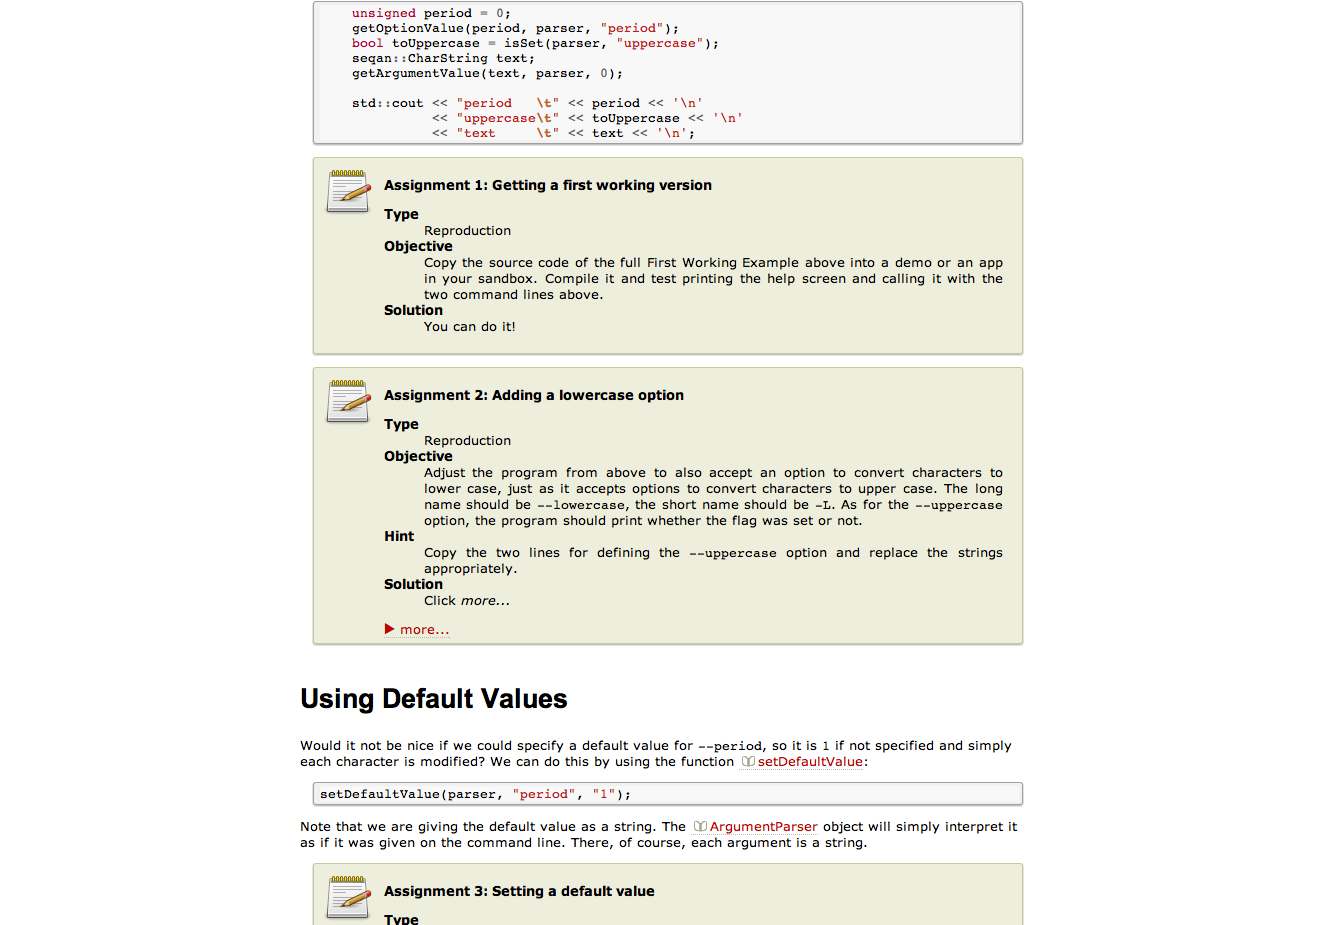 unsigned period = 0;
getOptionValue(period, parser, "period");
bool toUppercase = isSet(parser, "uppercase");
seqan::CharString text;
getArgumentValue(text, parser, 0);
std::cout << "period   \t" << period << '\n'
<< "uppercase\t" << toUppercase << '\n'
<< "text     \t" << text << '\n';
Assignment 1: Getting a first working version
Type
Reproduction
Objective
Copy the source code of the full First Working Example above into a demo or an app
in your sandbox. Compile it and test printing the help screen and calling it with the
two command lines above.
Solution
You can do it!
Assignment 2: Adding a lowercase option
Type
Reproduction
Objective
Adjust the program from above to also accept an option to convert characters to
lower case, just as it accepts options to convert characters to upper case. The long
name should be --lowercase, the short name should be -L. As for the --uppercase
option, the program should print whether the flag was set or not.
Hint
Copy the two lines for defining the --uppercase option and replace the strings
appropriately.
Solution
Click more...
more...
Using Default Values
Would it not be nice if we could specify a default value for --period, so it is 1 if not specified and simply
each character is modified? We can do this by using the function setDefaultValue:
setDefaultValue(parser, "period", "1");
Note that we are giving the default value as a string. The ArgumentParser object will simply interpret it
as if it was given on the command line. There, of course, each argument is a string.
Assignment 3: Setting a default value
Type